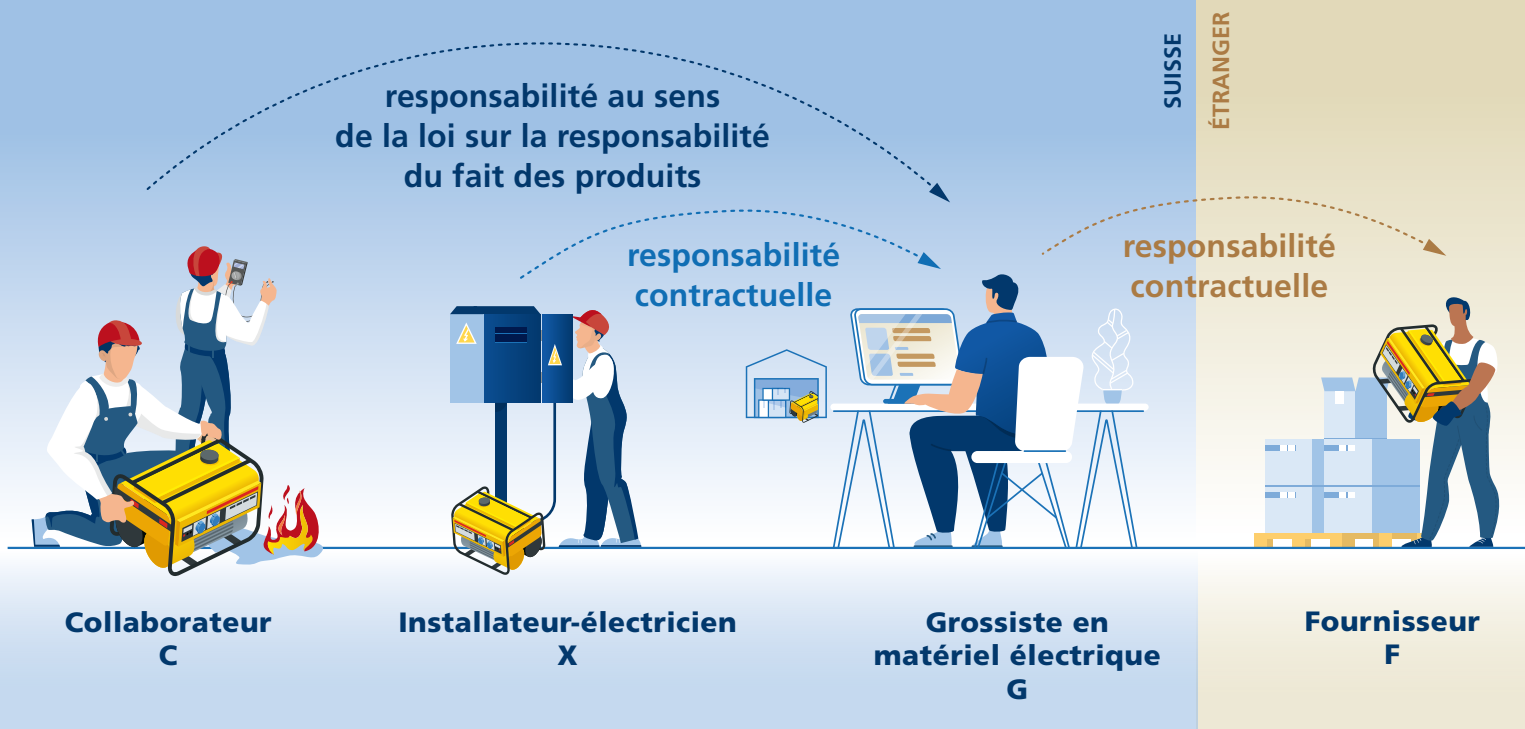 SUISSE
ÉTRANGER
responsabilité au sens
de la loi sur la responsabilité
du fait des produits
responsabilité
contractuelle
responsabilité
contractuelle
Collaborateur
C
Installateur-électricien
X
Grossiste en
matériel électrique
G
Fournisseur
F